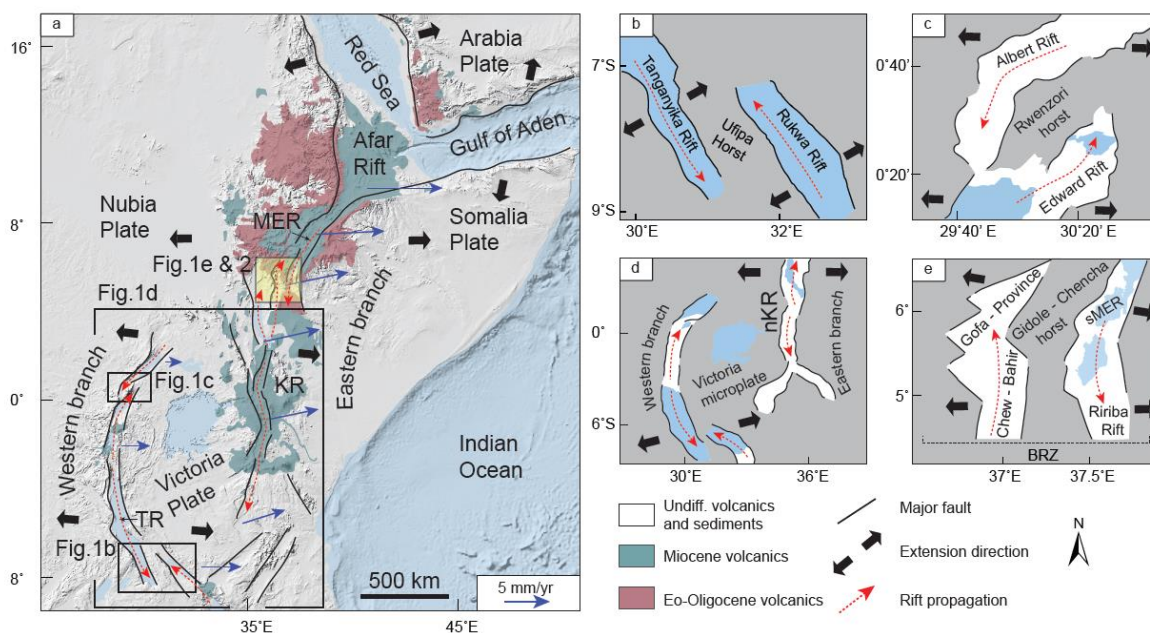 a
16°
8°
0°
8°
35°E
45°E
Red Sea
Arabia
Plate
Afar
Rift
Gulf of Aden
Nubia
Plate
MER
Somalia
Plate
Fig.1e & 2
Fig.1d
Western branch
Fig.1c
KR
Eastern branch
Victoria
Plate
Indian
Ocean
TR
Fig.1b
500 km
5 mm/yr
b
7°S
9°S
30°E
32°E
Tanganyika Rift
Ufipa
Horst
Rukwa Rift
c
0°40'
0°30'
0°20'
29°40'
30°20'
Albert Rift
Rwenzori
horst
Edward Rift
d
0°
6°S
30°E
36°E
Western branch
Victoria
microplate
nKR
Eastern branch
e
6°
5°
37°E
37.5°
Gofa - Province
Gidole - Chencha
horst
sMER
Chew - Bahir
Ririba
Rift
BRZ
Undiff. volcanics
and sediments
Miocene volcanics
Eo-Oligocene volcanics
Major fault
Extension direction
Rift propagation
N